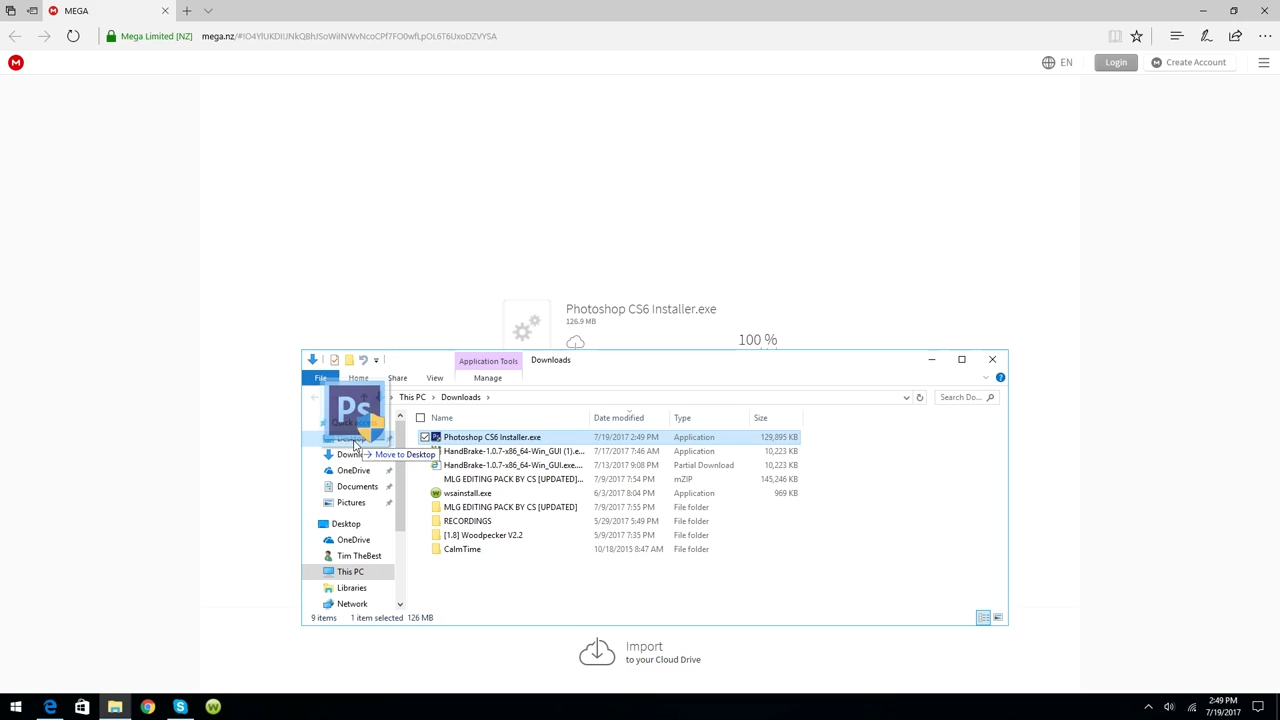 MEGA
Mega Limited [NZ]
mega.nz/#!O4YlUKDI!JNkQBhJSoWiINWvNcoCPf7FO0wfLpOL6T6UxoDZVYSA
EN
Login
Create Account
Photoshop CS6 Installer.exe
126.9 MB
100 %
Application Tools
Downloads
File
Home
Share
View
Manage
This PC
Downloads
Search Do...
Name
Date modified
Type
Size
Ps
Move to Desktop
OneDrive
Documents
Pictures
Desktop
OneDrive
Tim TheBest
This PC
Libraries
Network
Photoshop CS6 Installer.exe 7/19/2017 2:49 PM Application 129,895 KB
HandBrake-1.0.7-x86_64-Win_GUI (1).e... 7/17/2017 7:46 AM Application 10,223 KB
HandBrake-1.0.7-x86_64-Win_GUI.exe.... 7/13/2017 9:08 PM Partial Download 10,223 KB
MLG EDITING PACK BY CS [UPDATED]... 7/9/2017 7:54 PM mZIP 145,246 KB
wsainstall.exe 6/3/2017 8:04 PM Application 969 KB
MLG EDITING PACK BY CS [UPDATED] 7/9/2017 7:55 PM File folder
RECORDINGS 5/29/2017 5:49 PM File folder
[1.8] Woodpecker V2.2 5/9/2017 7:35 PM File folder
CalmTime 10/18/2015 8:47 AM File folder
9 items
1 item selected 126 MB
Import
to your Cloud Drive
2:49 PM
7/19/2017